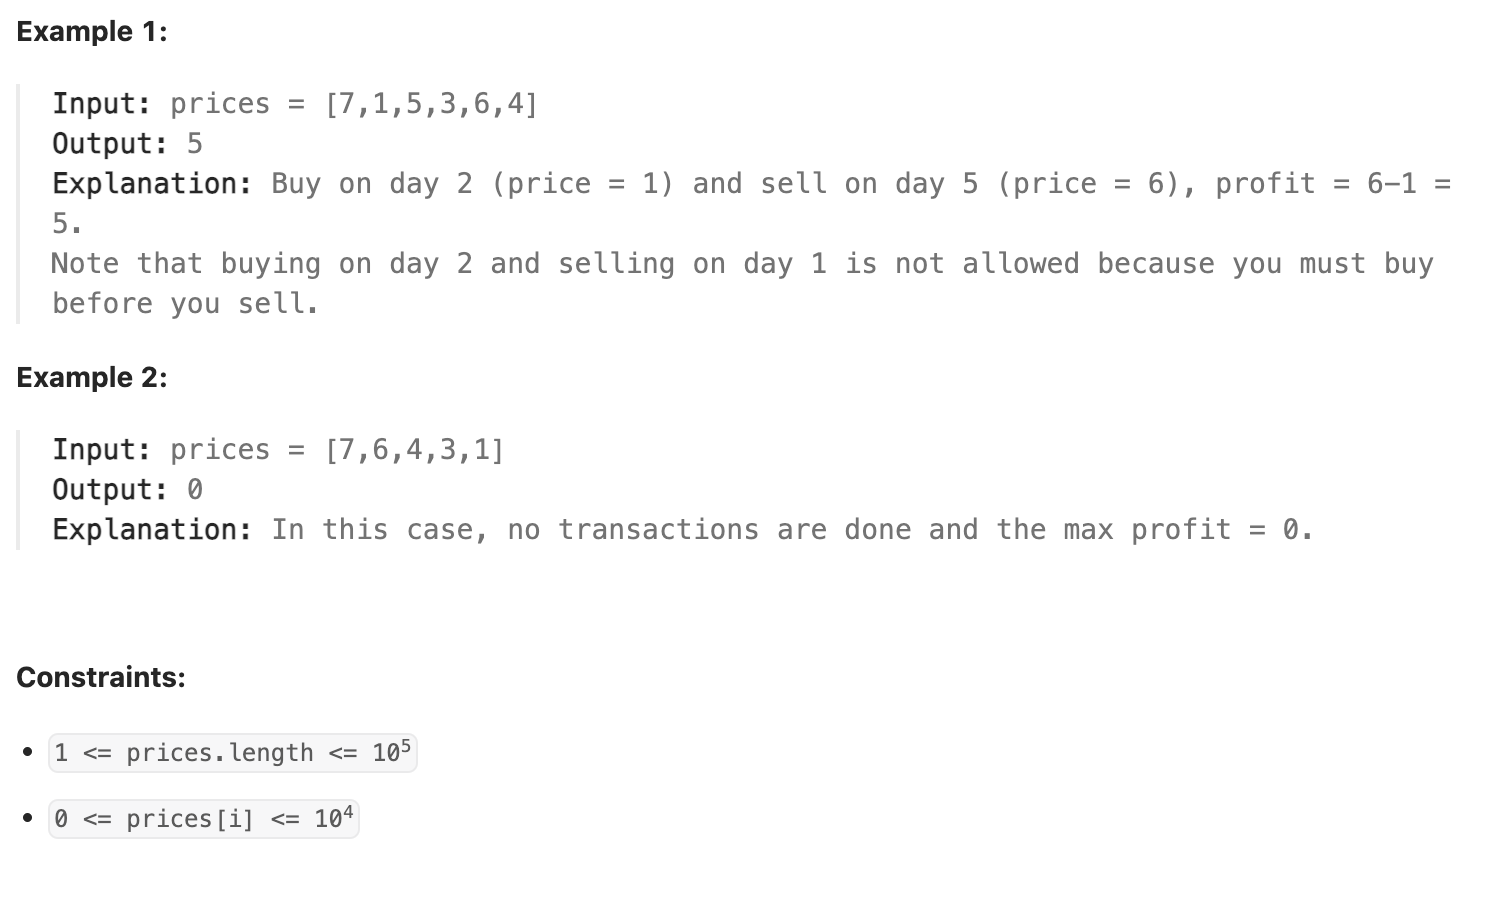 Example 1:
Input: prices = [7,1,5,3,6,4]
Output: 5
Explanation: Buy on day 2 (price = 1) and sell on day 5 (price = 6), profit = 6-1 =
5.
Note that buying on day 2 and selling on day 1 is not allowed because you must buy
before you sell.
Example 2:
Input: prices = [7,6,4,3,1]
Output: 0
Explanation: In this case, no transactions are done and the max profit = 0.
Constraints:
• 1 <= prices.length <= 10⁵
• 0 <= prices[i] <= 10⁴